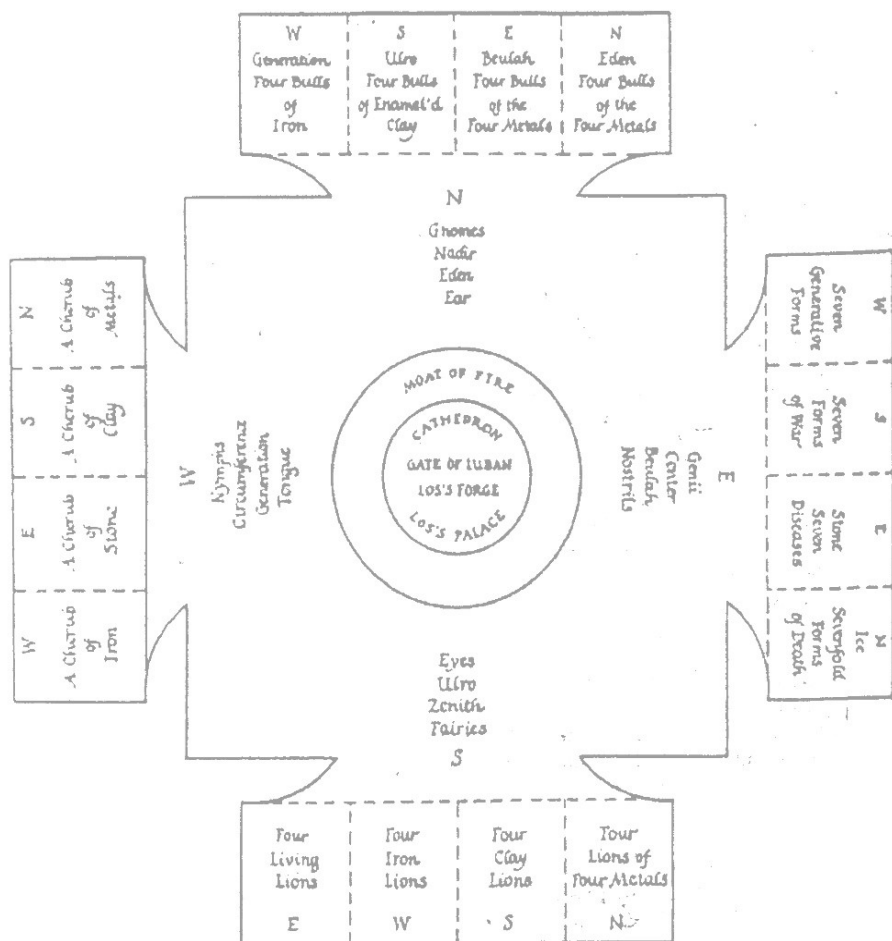 W
Generation
Four Bulls
of
Iron
S
Ulro
Four Bulls
of Enamel'd
Clay
E
Beulah
Four Bulls
of the
Four Metals
N
Eden
Four Bulls
of the
Four Metals
N
Gnomes
Nadir
Eden
Ear
N
A Cherub
of
Metals
S
A Cherub
of
Clay
E
A Cherub
of
Stone
W
A Cherub
of
Iron
W
Nymphs
Circumference
Generation
Tongue
MOAT OF FIRE
CATHEDRON
GATE OF LUBAN
LOS'S FORGE
LOS'S PALACE
E
Genii
Center
Beulah
Nostrils
W
Seven
Generative
Forms
S
Seven
Forms
of War
E
Stone
Seven
Diseases
N
Ice
Sevenfold
Forms
of Death
Eyes
Ulro
Zenith
Fairies
S
Four
Living
Lions
E
Four
Iron
Lions
W
Four
Clay
Lions
S
Four
Lions of
Four Metals
N